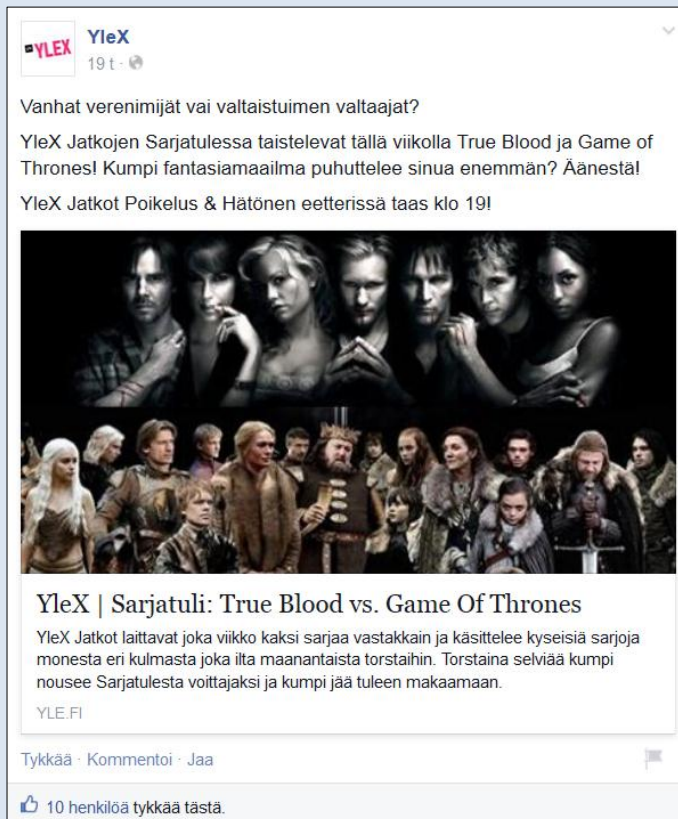 YLEX
YleX
19 t ·
Vanhat verenimijät vai valtaistuimen valtaajat?
YleX Jatkojen Sarjatulessa taistelevat tällä viikolla True Blood ja Game of
Thrones! Kumpi fantasiamaailma puhuttelee sinua enemmän? Äänestä!
YleX Jatkot Poikelus & Hätönen eetterissä taas klo 19!
YleX | Sarjatuli: True Blood vs. Game Of Thrones
YleX Jatkot laittavat joka viikko kaksi sarjaa vastakkain ja käsittelee kyseisiä sarjoja
monesta eri kulmasta joka ilta maanantaista torstaihin. Torstaina selviää kumpi
nousee Sarjatulesta voittajaksi ja kumpi jää tuleen makaamaan.
YLE.FI
Tykkää · Kommentoi · Jaa
10 henkilöä tykkää tästä.